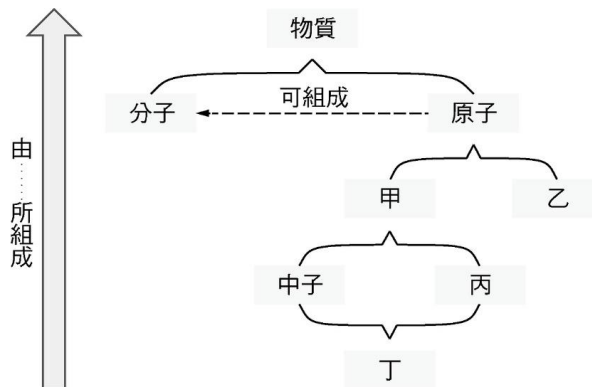 物質
分子
可組成
原子
甲
乙
中子
丙
丁
由……所組成